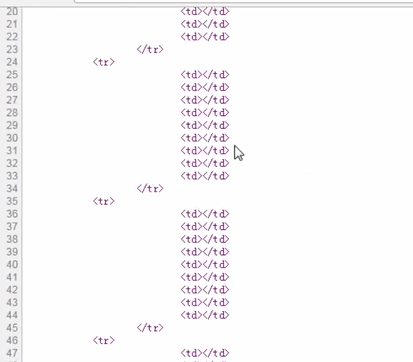 20 <td></td>
21 <td></td>
22 <td></td>
23 </tr>
24 <tr>
25 <td></td>
26 <td></td>
27 <td></td>
28 <td></td>
29 <td></td>
30 <td></td>
31 <td></td>
32 <td></td>
33 <td></td>
34 </tr>
35 <tr>
36 <td></td>
37 <td></td>
38 <td></td>
39 <td></td>
40 <td></td>
41 <td></td>
42 <td></td>
43 <td></td>
44 <td></td>
45 </tr>
46 <tr>
47 <td></td>